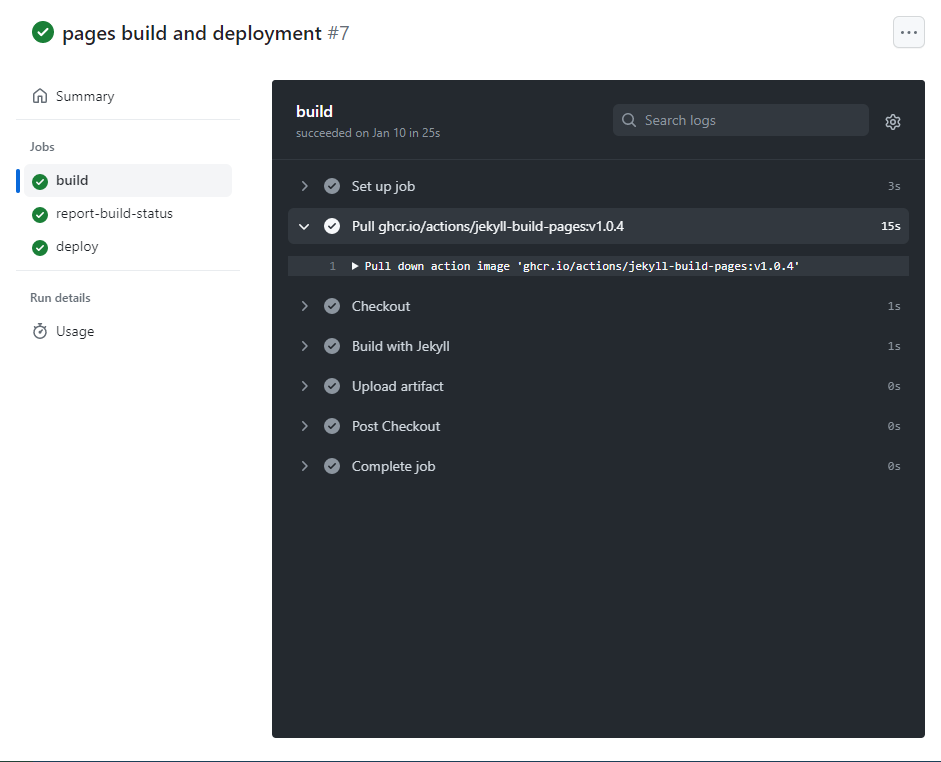 pages build and deployment #7
Summary
Jobs
build
report-build-status
deploy
Run details
Usage
build
succeeded on Jan 10 in 25s
Search logs
Set up job 3s
Pull ghcr.io/actions/jekyll-build-pages:v1.0.4 15s
1 Pull down action image 'ghcr.io/actions/jekyll-build-pages:v1.0.4'
Checkout 1s
Build with Jekyll 1s
Upload artifact 0s
Post Checkout 0s
Complete job 0s